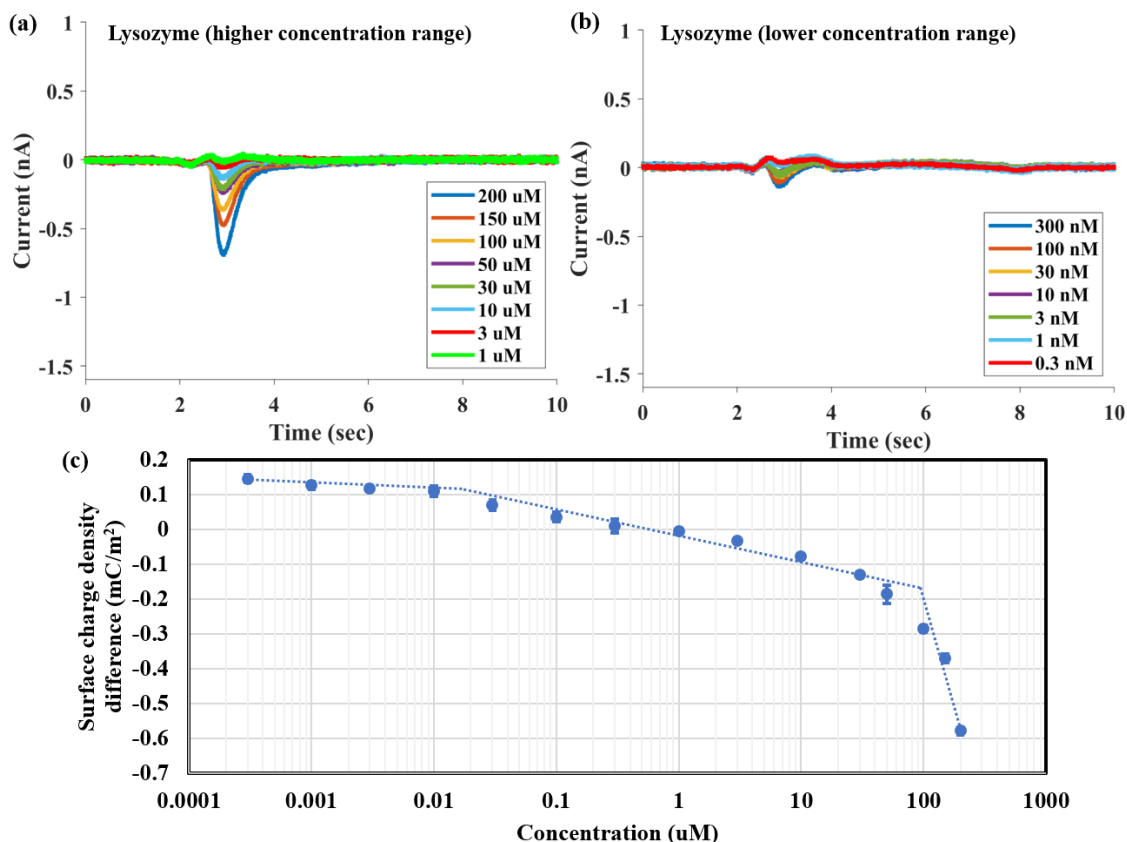 (a)
Lysozyme (higher concentration range)
1
0.5
0
-0.5
-1
-1.5
Current (nA)
200 uM
150 uM
100 uM
50 uM
30 uM
10 uM
3 uM
1 uM
0 2 4 6 8 10
Time (sec)
(b)
Lysozyme (lower concentration range)
1
0.5
0
-0.5
-1
-1.5
Current (nA)
300 nM
100 nM
30 nM
10 nM
3 nM
1 nM
0.3 nM
0 2 4 6 8 10
Time (sec)
(c)
0.2
0.1
0
-0.1
-0.2
-0.3
-0.4
-0.5
-0.6
-0.7
Surface charge density
difference (mC/m²)
0.0001 0.001 0.01 0.1 1 10 100 1000
Concentration (uM)